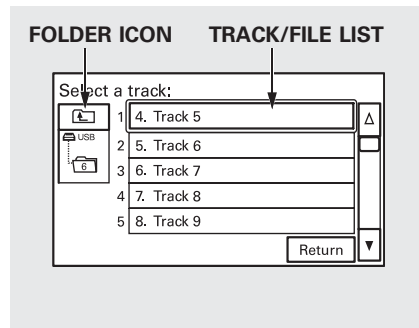 FOLDER ICON TRACK/FILE LIST
Select a track:
1 4. Track 5
USB
2 5. Track 6
6
3 6. Track 7
4 7. Track 8
5 8. Track 9
Return